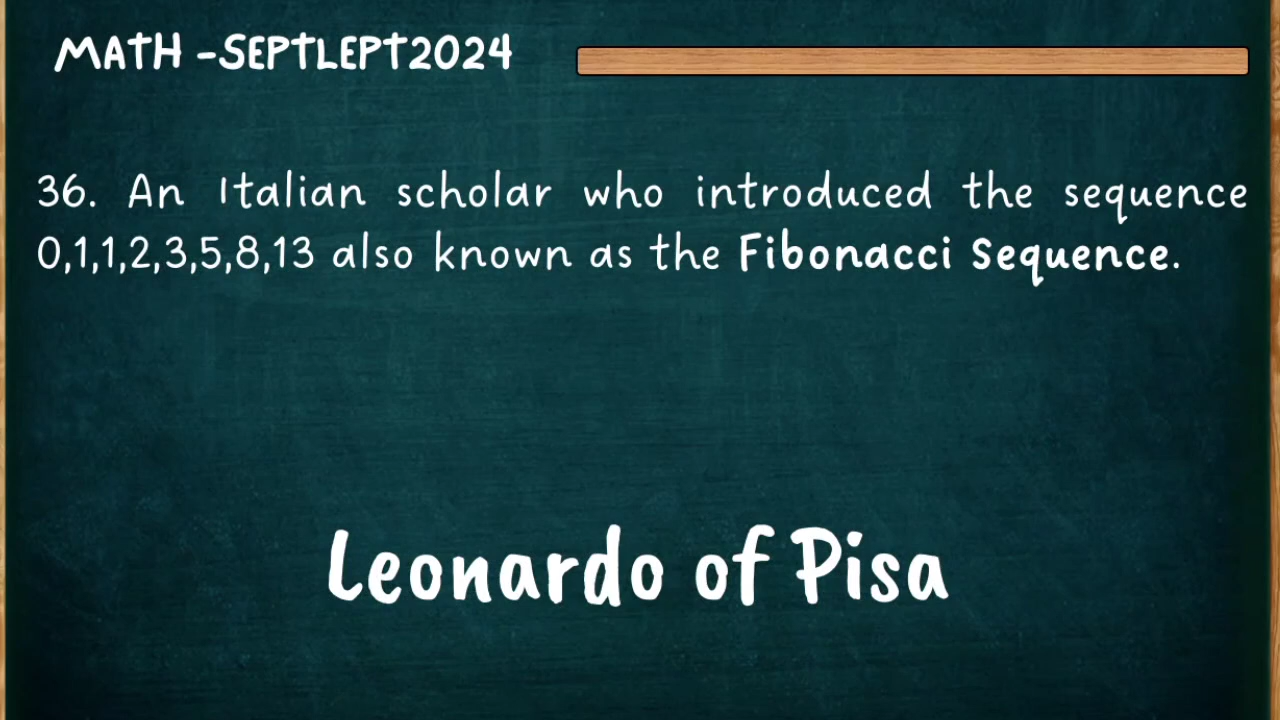 MATH -SEPTLEPT2024
36. An Italian scholar who introduced the sequence
0,1,1,2,3,5,8,13 also known as the Fibonacci Sequence.
Leonardo of Pisa